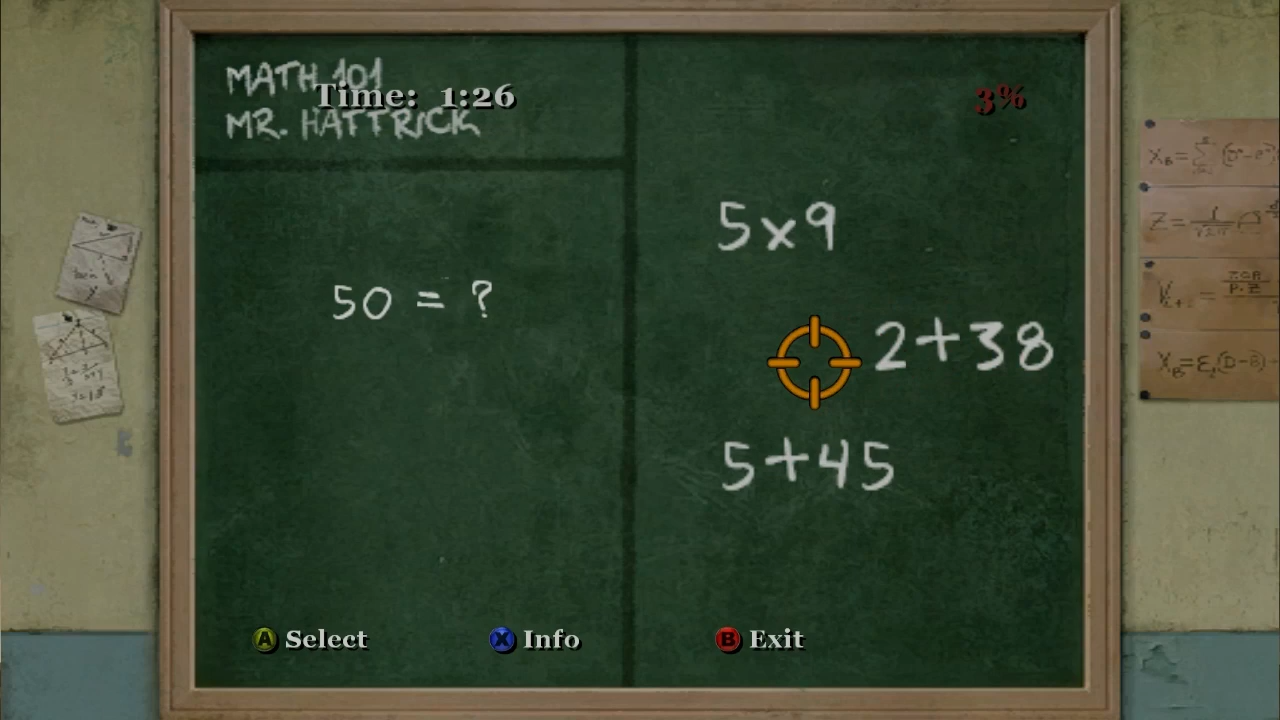 MATH 101
Time: 1:26
3%
MR. HATTRICK
50 = ?
5x9
2+38
5+45
A Select
X Info
B Exit